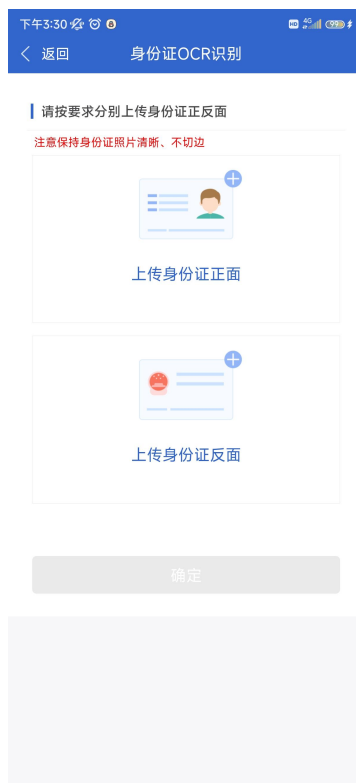 下午3:30
HD 4G 99
返回 身份证OCR识别
请按要求分别上传身份证正反面
注意保持身份证照片清晰、不切边
上传身份证正面
上传身份证反面
确定